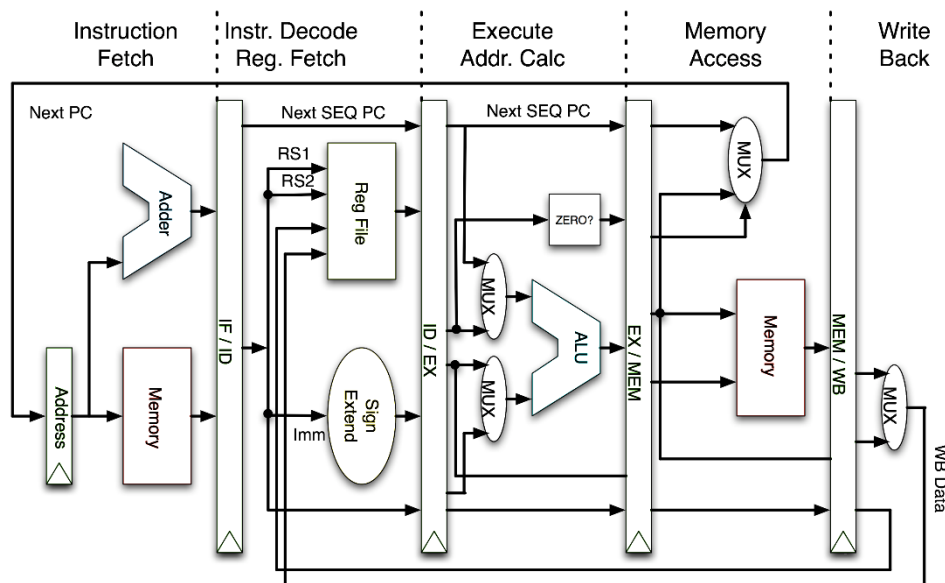 Instruction
Fetch
Instr. Decode
Reg. Fetch
Execute
Addr. Calc
Memory
Access
Write
Back
Next PC
Next SEQ PC
Next SEQ PC
RS1
RS2
MUX
Adder
Reg File
ZERO?
MUX
IF / ID
ID / EX
ALU
EX / MEM
Memory
MEM / WB
Address
Memory
Sign
Extend
Imm
MUX
MUX
WB Data